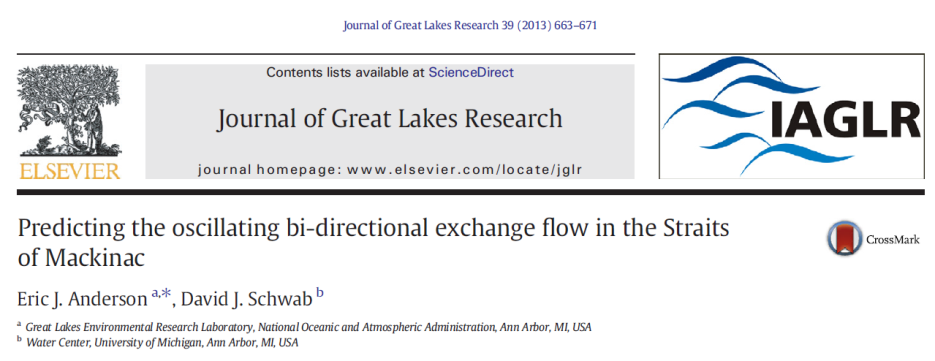 Journal of Great Lakes Research 39 (2013) 663–671
Contents lists available at ScienceDirect
Journal of Great Lakes Research
journal homepage: www.elsevier.com/locate/jglr
ELSEVIER
IAGLR
Predicting the oscillating bi-directional exchange flow in the Straits
of Mackinac
CrossMark
Eric J. Anderson a,*, David J. Schwab b
a Great Lakes Environmental Research Laboratory, National Oceanic and Atmospheric Administration, Ann Arbor, MI, USA
b Water Center, University of Michigan, Ann Arbor, MI, USA